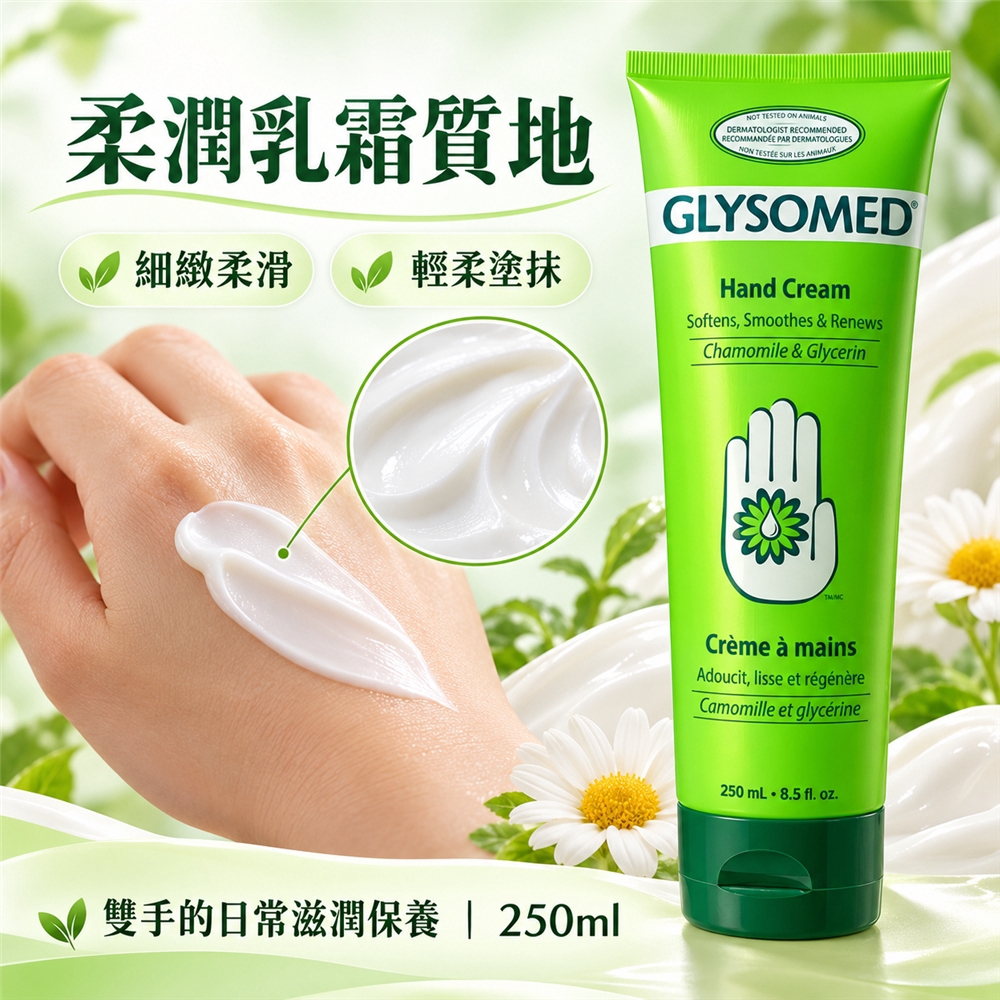 柔潤乳霜質地
細緻柔滑
輕柔塗抹
雙手的日常滋潤保養 | 250ml
NOT TESTED ON ANIMALS
DERMATOLOGIST RECOMMENDED
RECOMMANDÉE PAR DERMATOLOGUES
NON TESTÉE SUR LES ANIMAUX
GLYSOMED®
Hand Cream
Softens, Smoothes & Renews
Chamomile & Glycerin
TM/MC
Crème à mains
Adoucit, lisse et régénère
Camomille et glycérine
250 mL • 8.5 fl. oz.